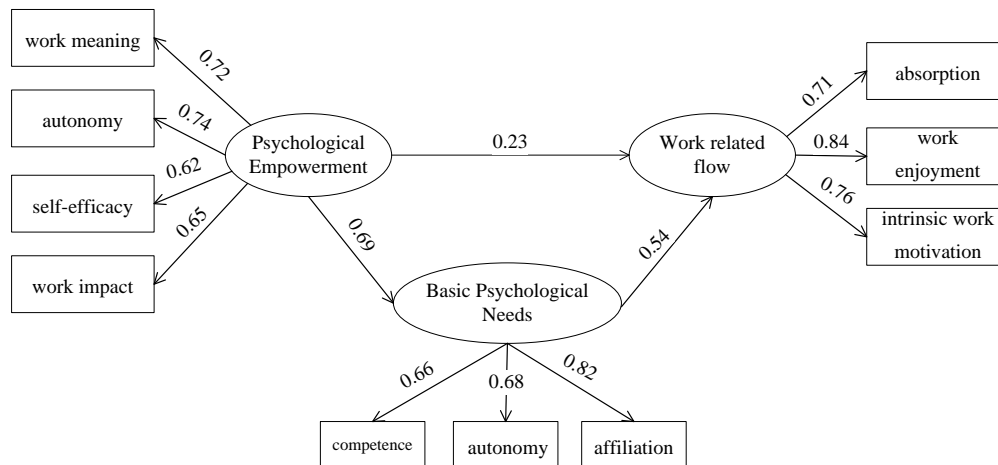 work meaning
0.72
autonomy
0.74
self-efficacy
0.62
work impact
0.65
Psychological
Empowerment
0.23
Work related
flow
0.71
absorption
0.84
work
enjoyment
0.76
intrinsic work
motivation
0.69
0.54
Basic Psychological
Needs
0.66
0.68
0.82
competence
autonomy
affiliation